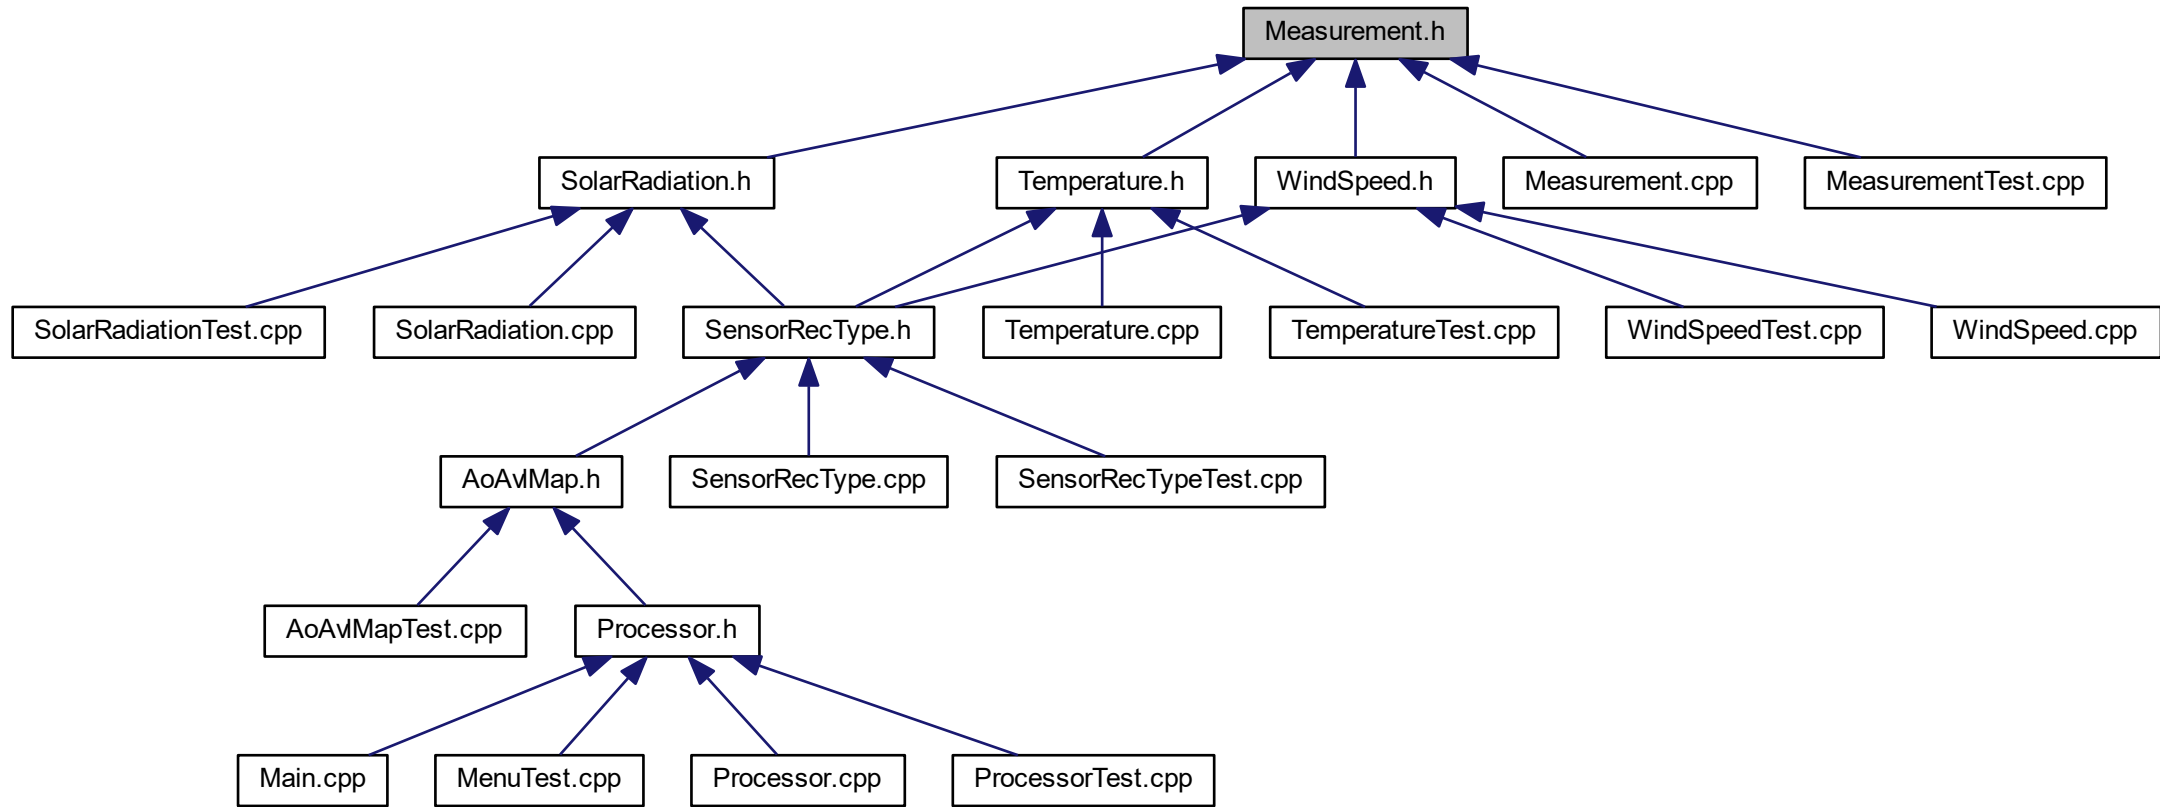 Measurement.h
SolarRadiation.h
Temperature.h
WindSpeed.h
Measurement.cpp
MeasurementTest.cpp
SolarRadiationTest.cpp
SolarRadiation.cpp
SensorRecType.h
Temperature.cpp
TemperatureTest.cpp
WindSpeedTest.cpp
WindSpeed.cpp
AoAvlMap.h
SensorRecType.cpp
SensorRecTypeTest.cpp
AoAvlMapTest.cpp
Processor.h
Main.cpp
MenuTest.cpp
Processor.cpp
ProcessorTest.cpp